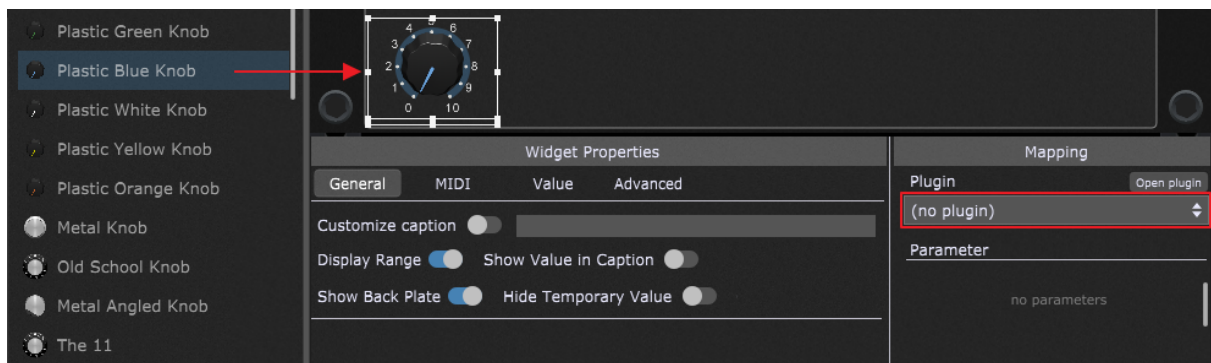 Plastic Green Knob
Plastic Blue Knob
Plastic White Knob
Plastic Yellow Knob
Plastic Orange Knob
Metal Knob
Old School Knob
Metal Angled Knob
The 11
0 1 2 3 4 5 6 7 8 9 10
Widget Properties
General MIDI Value Advanced
Customize caption
Display Range Show Value in Caption
Show Back Plate Hide Temporary Value
Mapping
Plugin Open plugin
(no plugin)
Parameter
no parameters